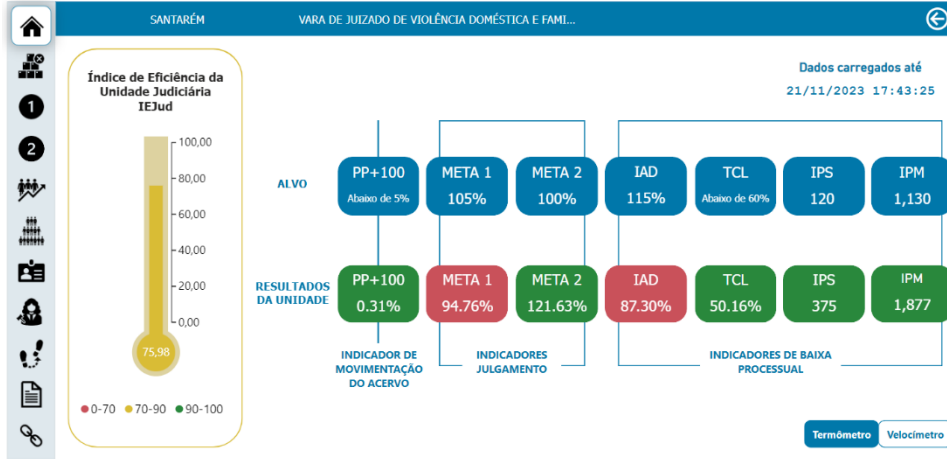 SANTARÉM
VARA DE JUIZADO DE VIOLÊNCIA DOMÉSTICA E FAMI...
1
2
Índice de Eficiência da
Unidade Judiciária
IEJud
100,00
80,00
60,00
40,00
20,00
0,00
75,98
0-70 70-90 90-100
Dados carregados até
21/11/2023 17:43:25
ALVO
PP+100
Abaixo de 5%
META 1
105%
META 2
100%
IAD
115%
TCL
Abaixo de 60%
IPS
120
IPM
1,130
RESULTADOS
DA UNIDADE
PP+100
0.31%
META 1
94.76%
META 2
121.63%
IAD
87.30%
TCL
50.16%
IPS
375
IPM
1,877
INDICADOR DE
MOVIMENTAÇÃO
DO ACERVO
INDICADORES
JULGAMENTO
INDICADORES DE BAIXA
PROCESSUAL
Termômetro
Velocímetro